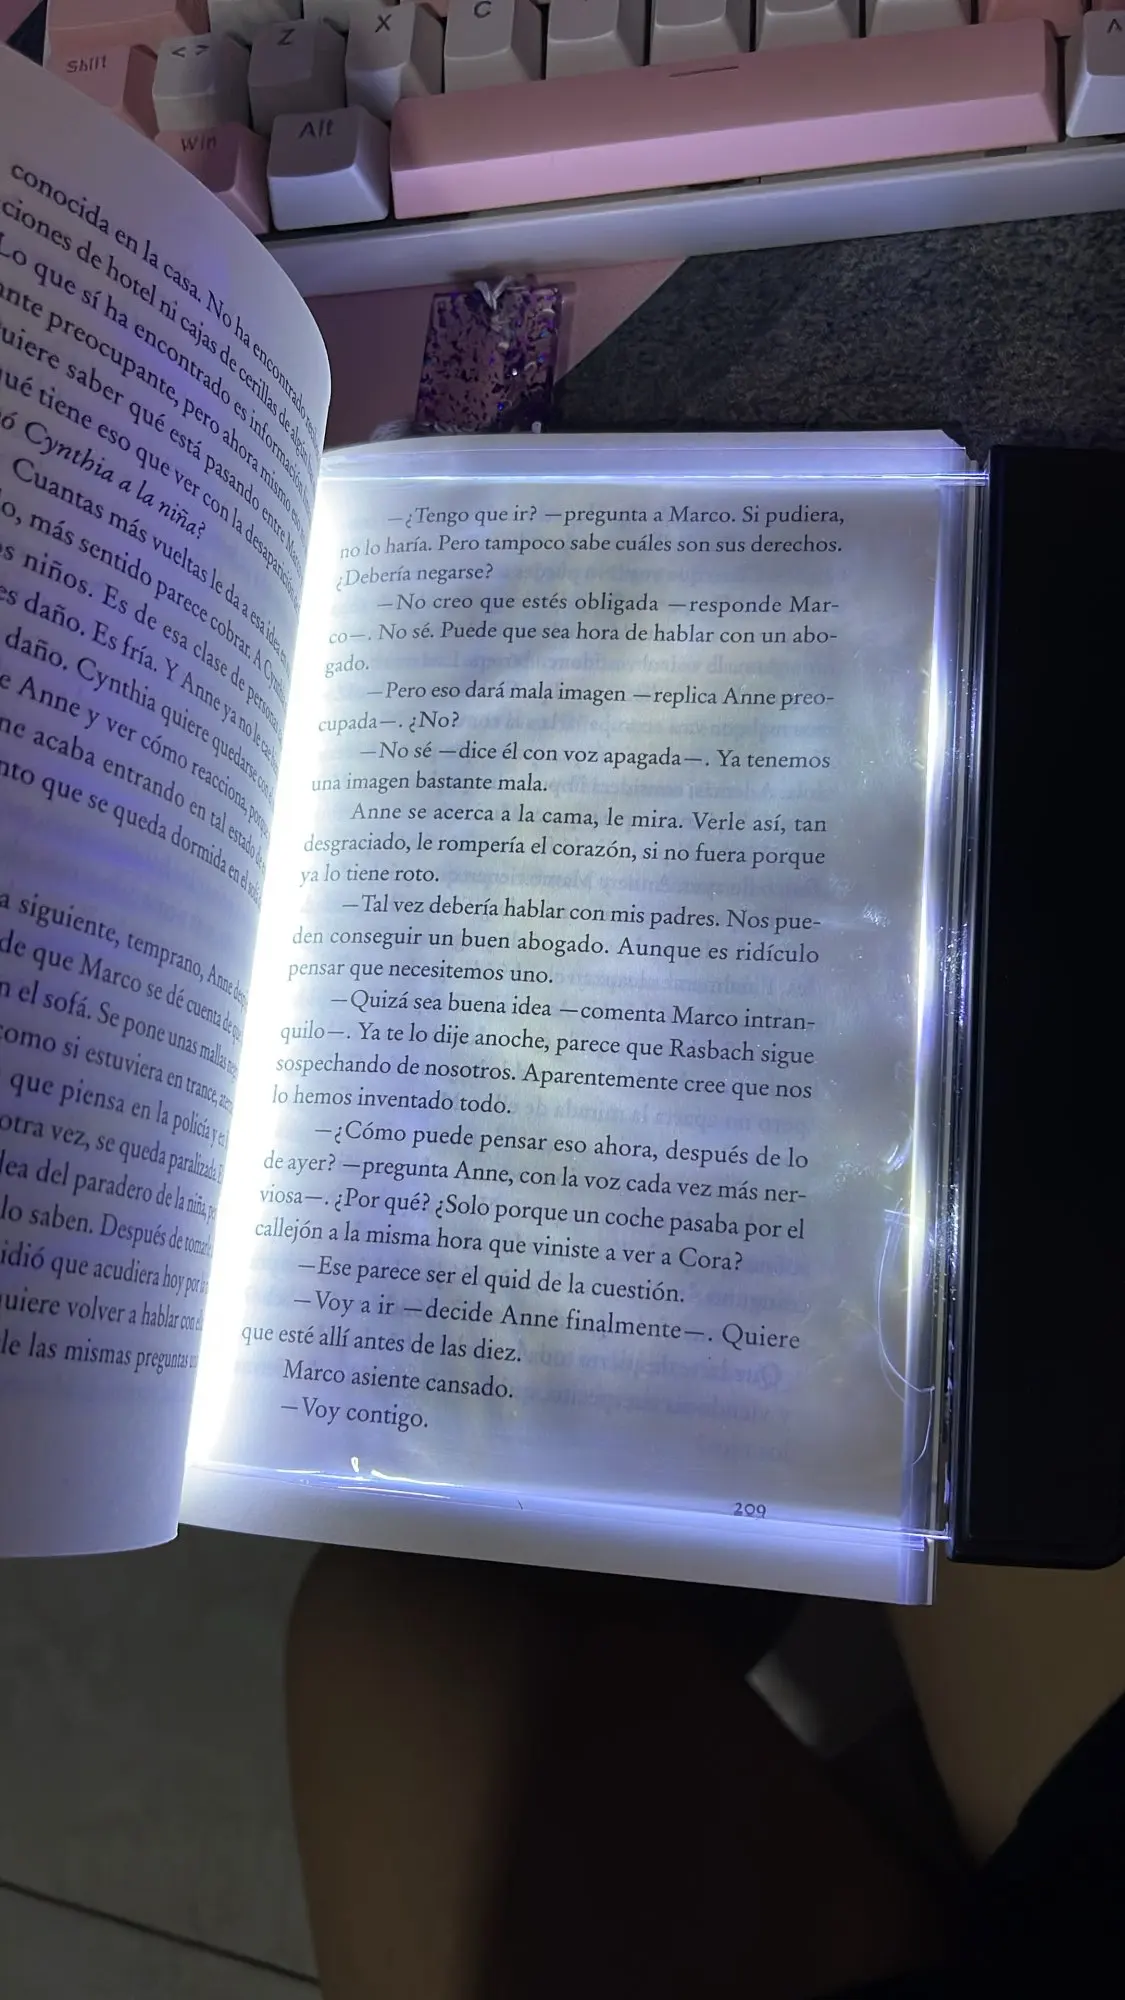 Shift
< >
Z
X
C
Win
Alt
conocida en la casa. No ha encontrado
ciones de hotel ni cajas de cerillas de algún
Lo que sí ha encontrado es información
preocupante, pero ahora mismo eso
saber qué está pasando entre Marco
tiene eso que ver con la desaparición
Cynthia a la niña?
Cuantas más vueltas le da a esa idea en
más sentido parece cobrar. A Cynthia
niños. Es de esa clase de personas
daño. Es fría. Y Anne ya no le cae
daño. Cynthia quiere quedarse con
Anne y ver cómo reacciona, porque
acaba entrando en tal estado de
que se queda dormida en el sofá
siguiente, temprano, Anne
de que Marco se dé cuenta de que
el sofá. Se pone unas mallas
como si estuviera en trance,
que piensa en la policía y
otra vez, se queda paralizada.
del paradero de la niña,
lo saben. Después de
que acudiera hoy por
volver a hablar con
las mismas preguntas
—¿Tengo que ir? —pregunta a Marco. Si pudiera,
no lo haría. Pero tampoco sabe cuáles son sus derechos.
¿Debería negarse?
—No creo que estés obligada —responde Mar-
co—. No sé. Puede que sea hora de hablar con un abo-
gado.
—Pero eso dará mala imagen —replica Anne preo-
cupada—. ¿No?
—No sé —dice él con voz apagada—. Ya tenemos
una imagen bastante mala.
Anne se acerca a la cama, le mira. Verle así, tan
desgraciado, le rompería el corazón, si no fuera porque
ya lo tiene roto.
—Tal vez debería hablar con mis padres. Nos pue-
den conseguir un buen abogado. Aunque es ridículo
pensar que necesitemos uno.
—Quizá sea buena idea —comenta Marco intran-
quilo—. Ya te lo dije anoche, parece que Rasbach sigue
sospechando de nosotros. Aparentemente cree que nos
lo hemos inventado todo.
—¿Cómo puede pensar eso ahora, después de lo
de ayer? —pregunta Anne, con la voz cada vez más ner-
viosa—. ¿Por qué? ¿Solo porque un coche pasaba por el
callejón a la misma hora que viniste a ver a Cora?
—Ese parece ser el quid de la cuestión.
—Voy a ir —decide Anne finalmente—. Quiere
que esté allí antes de las diez.
Marco asiente cansado.
—Voy contigo.
209